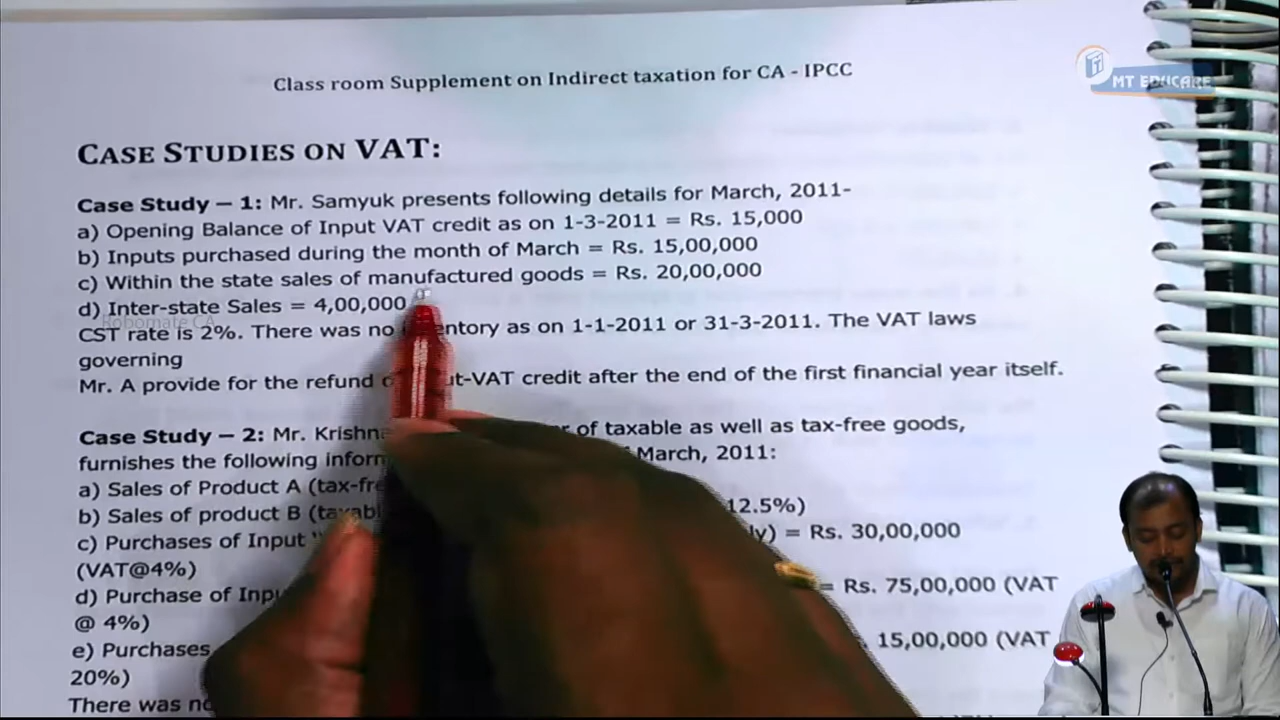 Class room Supplement on Indirect taxation for CA - IPCC
MT EDUCARE
CASE STUDIES ON VAT:
Case Study – 1: Mr. Samyuk presents following details for March, 2011-
a) Opening Balance of Input VAT credit as on 1-3-2011 = Rs. 15,000
b) Inputs purchased during the month of March = Rs. 15,00,000
c) Within the state sales of manufactured goods = Rs. 20,00,000
d) Inter-state Sales = 4,00,000
Robomate CA
CST rate is 2%. There was no entory as on 1-1-2011 or 31-3-2011. The VAT laws
governing
Mr. A provide for the refund ut-VAT credit after the end of the first financial year itself.
Case Study – 2: Mr. Krishn of taxable as well as tax-free goods,
furnishes the following inform March, 2011:
a) Sales of Product A (tax-fre
b) Sales of product B (taxabl 12.5%)
c) Purchases of Input ly) = Rs. 30,00,000
(VAT@4%)
d) Purchase of Inpu = Rs. 75,00,000 (VAT
@ 4%)
e) Purchases 15,00,000 (VAT
20%)
There was no